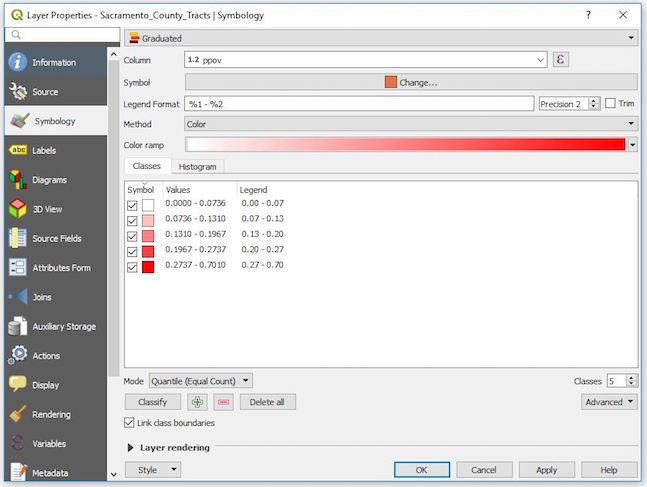 Layer Properties - Sacramento_County_Tracts | Symbology
? X
Graduated
Information
Column 1.2 ppov ε
Source
Symbol Change...
Legend Format %1 - %2 Precision 2 Trim
Symbology
Method Color
Labels
Color ramp
Diagrams
Classes Histogram
3D View
Symbol Values Legend
0.0000 - 0.0736 0.00 - 0.07
Source Fields
0.0736 - 0.1310 0.07 - 0.13
0.1310 - 0.1967 0.13 - 0.20
Attributes Form
0.1967 - 0.2737 0.20 - 0.27
0.2737 - 0.7010 0.27 - 0.70
Joins
Auxiliary Storage
Actions
Display
Mode Quantile (Equal Count) Classes 5
Classify Delete all Advanced
Rendering
Link class boundaries
Variables
Layer rendering
Metadata
Style OK Cancel Apply Help
abc